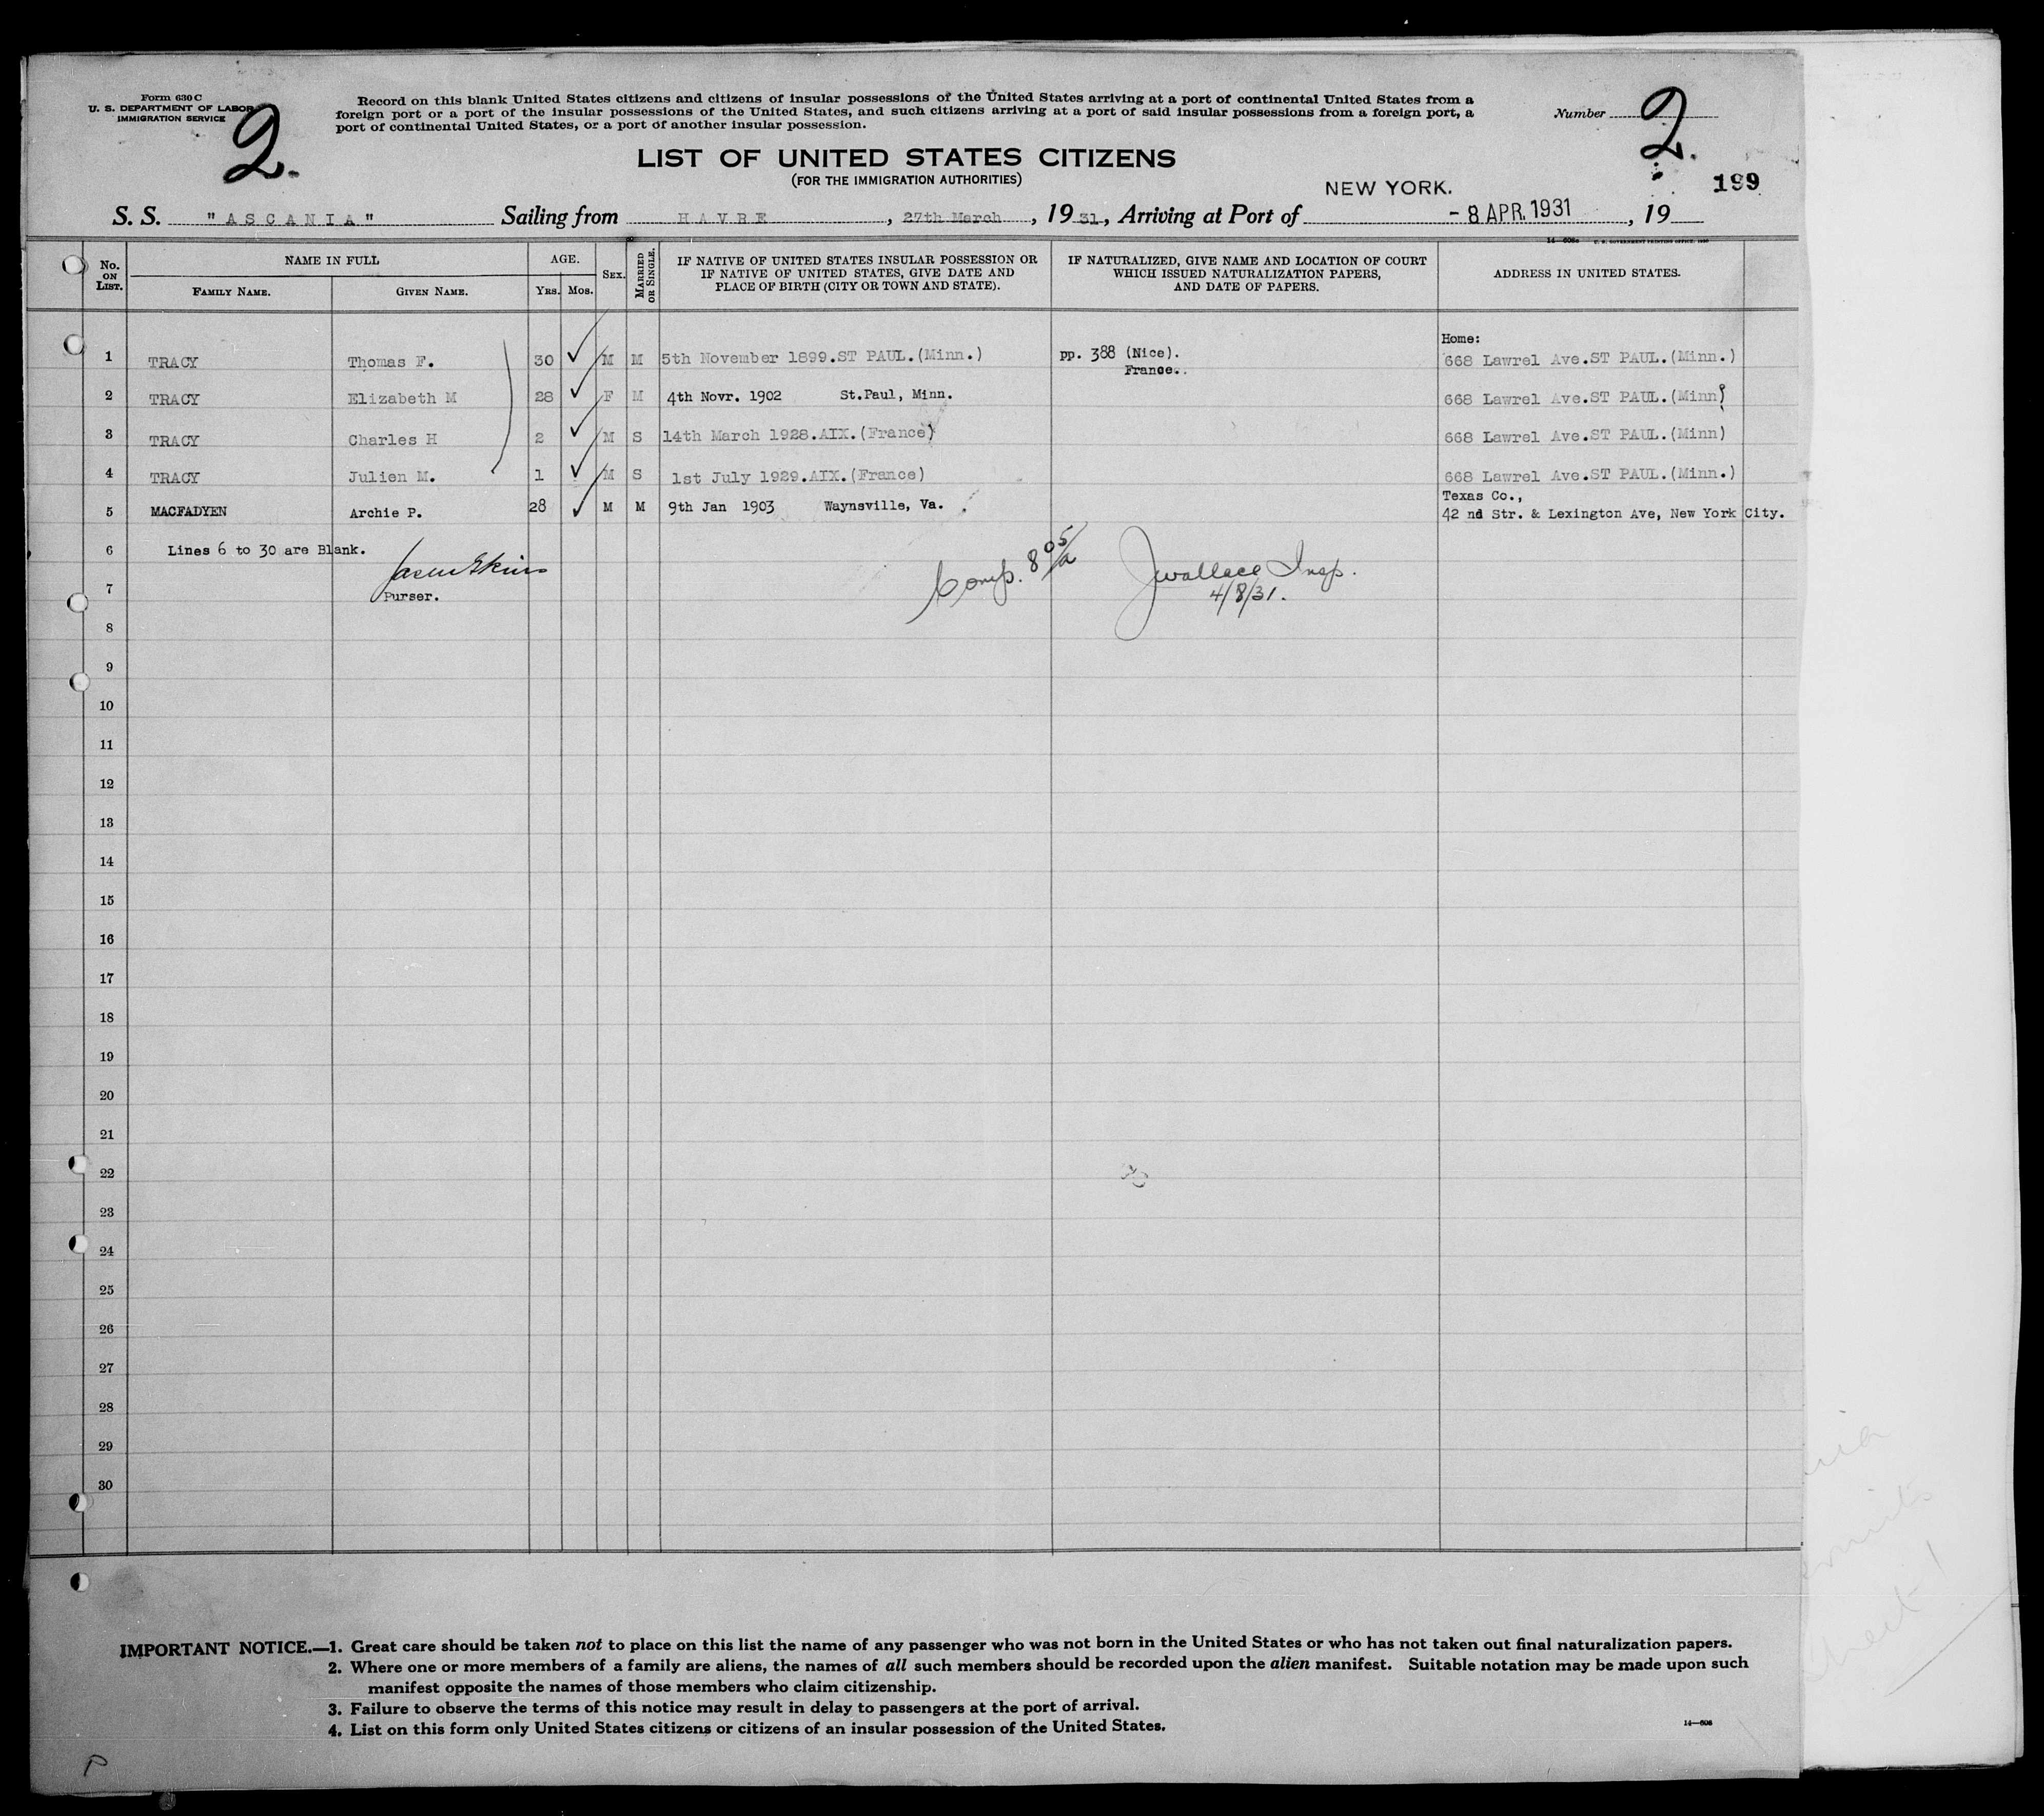 Form 630 C
U. S. DEPARTMENT OF LABOR
IMMIGRATION SERVICE
2.
Record on this blank United States citizens and citizens of insular possessions of the United States arriving at a port of continental United States from a
foreign port or a port of the insular possessions of the United States, and such citizens arriving at a port of said insular possessions from a foreign port, a
port of continental United States, or a port of another insular possession.
Number 2.
LIST OF UNITED STATES CITIZENS
(FOR THE IMMIGRATION AUTHORITIES)
199
NEW YORK.
S. S. "ASCANIA" Sailing from HAVRE, 27th March, 1931, Arriving at Port of - 8 APR. 1931, 19
No. ON LIST. NAME IN FULL FAMILY NAME. GIVEN NAME. AGE. YRS. MOS. SEX. MARRIED OR SINGLE. IF NATIVE OF UNITED STATES INSULAR POSSESSION OR IF NATIVE OF UNITED STATES, GIVE DATE AND PLACE OF BIRTH (CITY OR TOWN AND STATE). IF NATURALIZED, GIVE NAME AND LOCATION OF COURT WHICH ISSUED NATURALIZATION PAPERS, AND DATE OF PAPERS. ADDRESS IN UNITED STATES.
Home:
1 TRACY Thomas F. 30 M M 5th November 1899.ST PAUL.(Minn.) pp. 388 (Nice). 668 Lawrel Ave.ST PAUL.(Minn.)
France.
2 TRACY Elizabeth M 28 F M 4th Novr. 1902 St.Paul, Minn. 668 Lawrel Ave.ST PAUL.(Minn)
3 TRACY Charles H 2 M S 14th March 1928.AIX.(France) 668 Lawrel Ave.ST PAUL.(Minn)
4 TRACY Julien M. 1 M S 1st July 1929.AIX.(France) 668 Lawrel Ave.ST PAUL.(Minn.)
Texas Co.,
5 MACFADYEN Archie P. 28 M M 9th Jan 1903 Waynsville, Va. 42 nd Str. & Lexington Ave, New York City.
6 Lines 6 to 30 are Blank.
Comp. 8 05/a JWallace Insp.
7 Purser. 4/8/31.
8
9
10
11
12
13
14
15
16
17
18
19
20
21
22
23
24
25
26
27
28
29
30
IMPORTANT NOTICE.—1. Great care should be taken not to place on this list the name of any passenger who was not born in the United States or who has not taken out final naturalization papers.
2. Where one or more members of a family are aliens, the names of all such members should be recorded upon the alien manifest. Suitable notation may be made upon such
manifest opposite the names of those members who claim citizenship.
3. Failure to observe the terms of this notice may result in delay to passengers at the port of arrival.
4. List on this form only United States citizens or citizens of an insular possession of the United States.
14—608